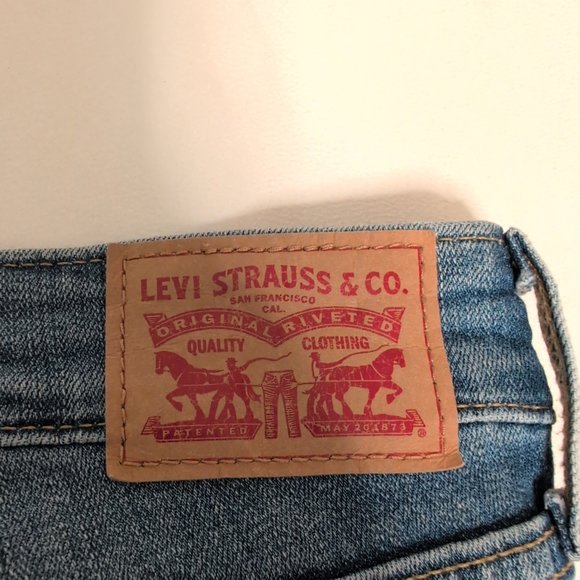 LEVI STRAUSS & CO.
SAN FRANCISCO
CAL.
ORIGINAL RIVETED
QUALITY CLOTHING
PATENTED MAY 20 1873 ®